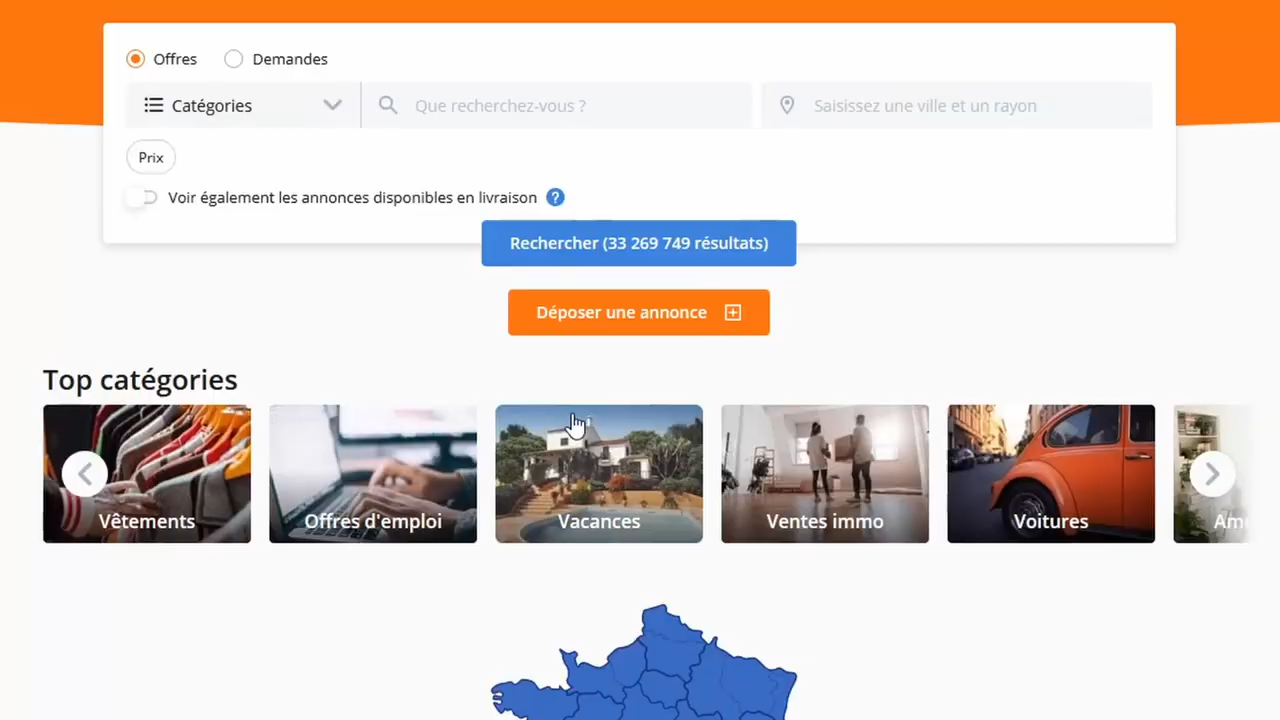 Offres
Demandes
Catégories
Que recherchez-vous ?
Saisissez une ville et un rayon
Prix
Voir également les annonces disponibles en livraison ?
Rechercher (33 269 749 résultats)
Déposer une annonce
Top catégories
Vêtements
Offres d'emploi
Vacances
Ventes immo
Voitures